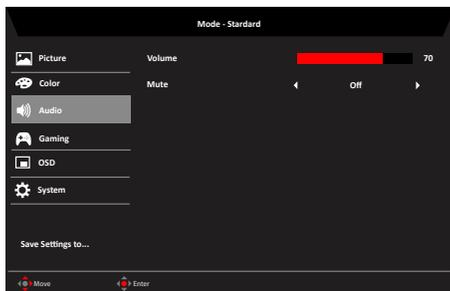 Mode - Stardard
Picture
Volume
70
Color
Mute
Off
Audio
Gaming
OSD
System
Save Settings to...
Move
Enter